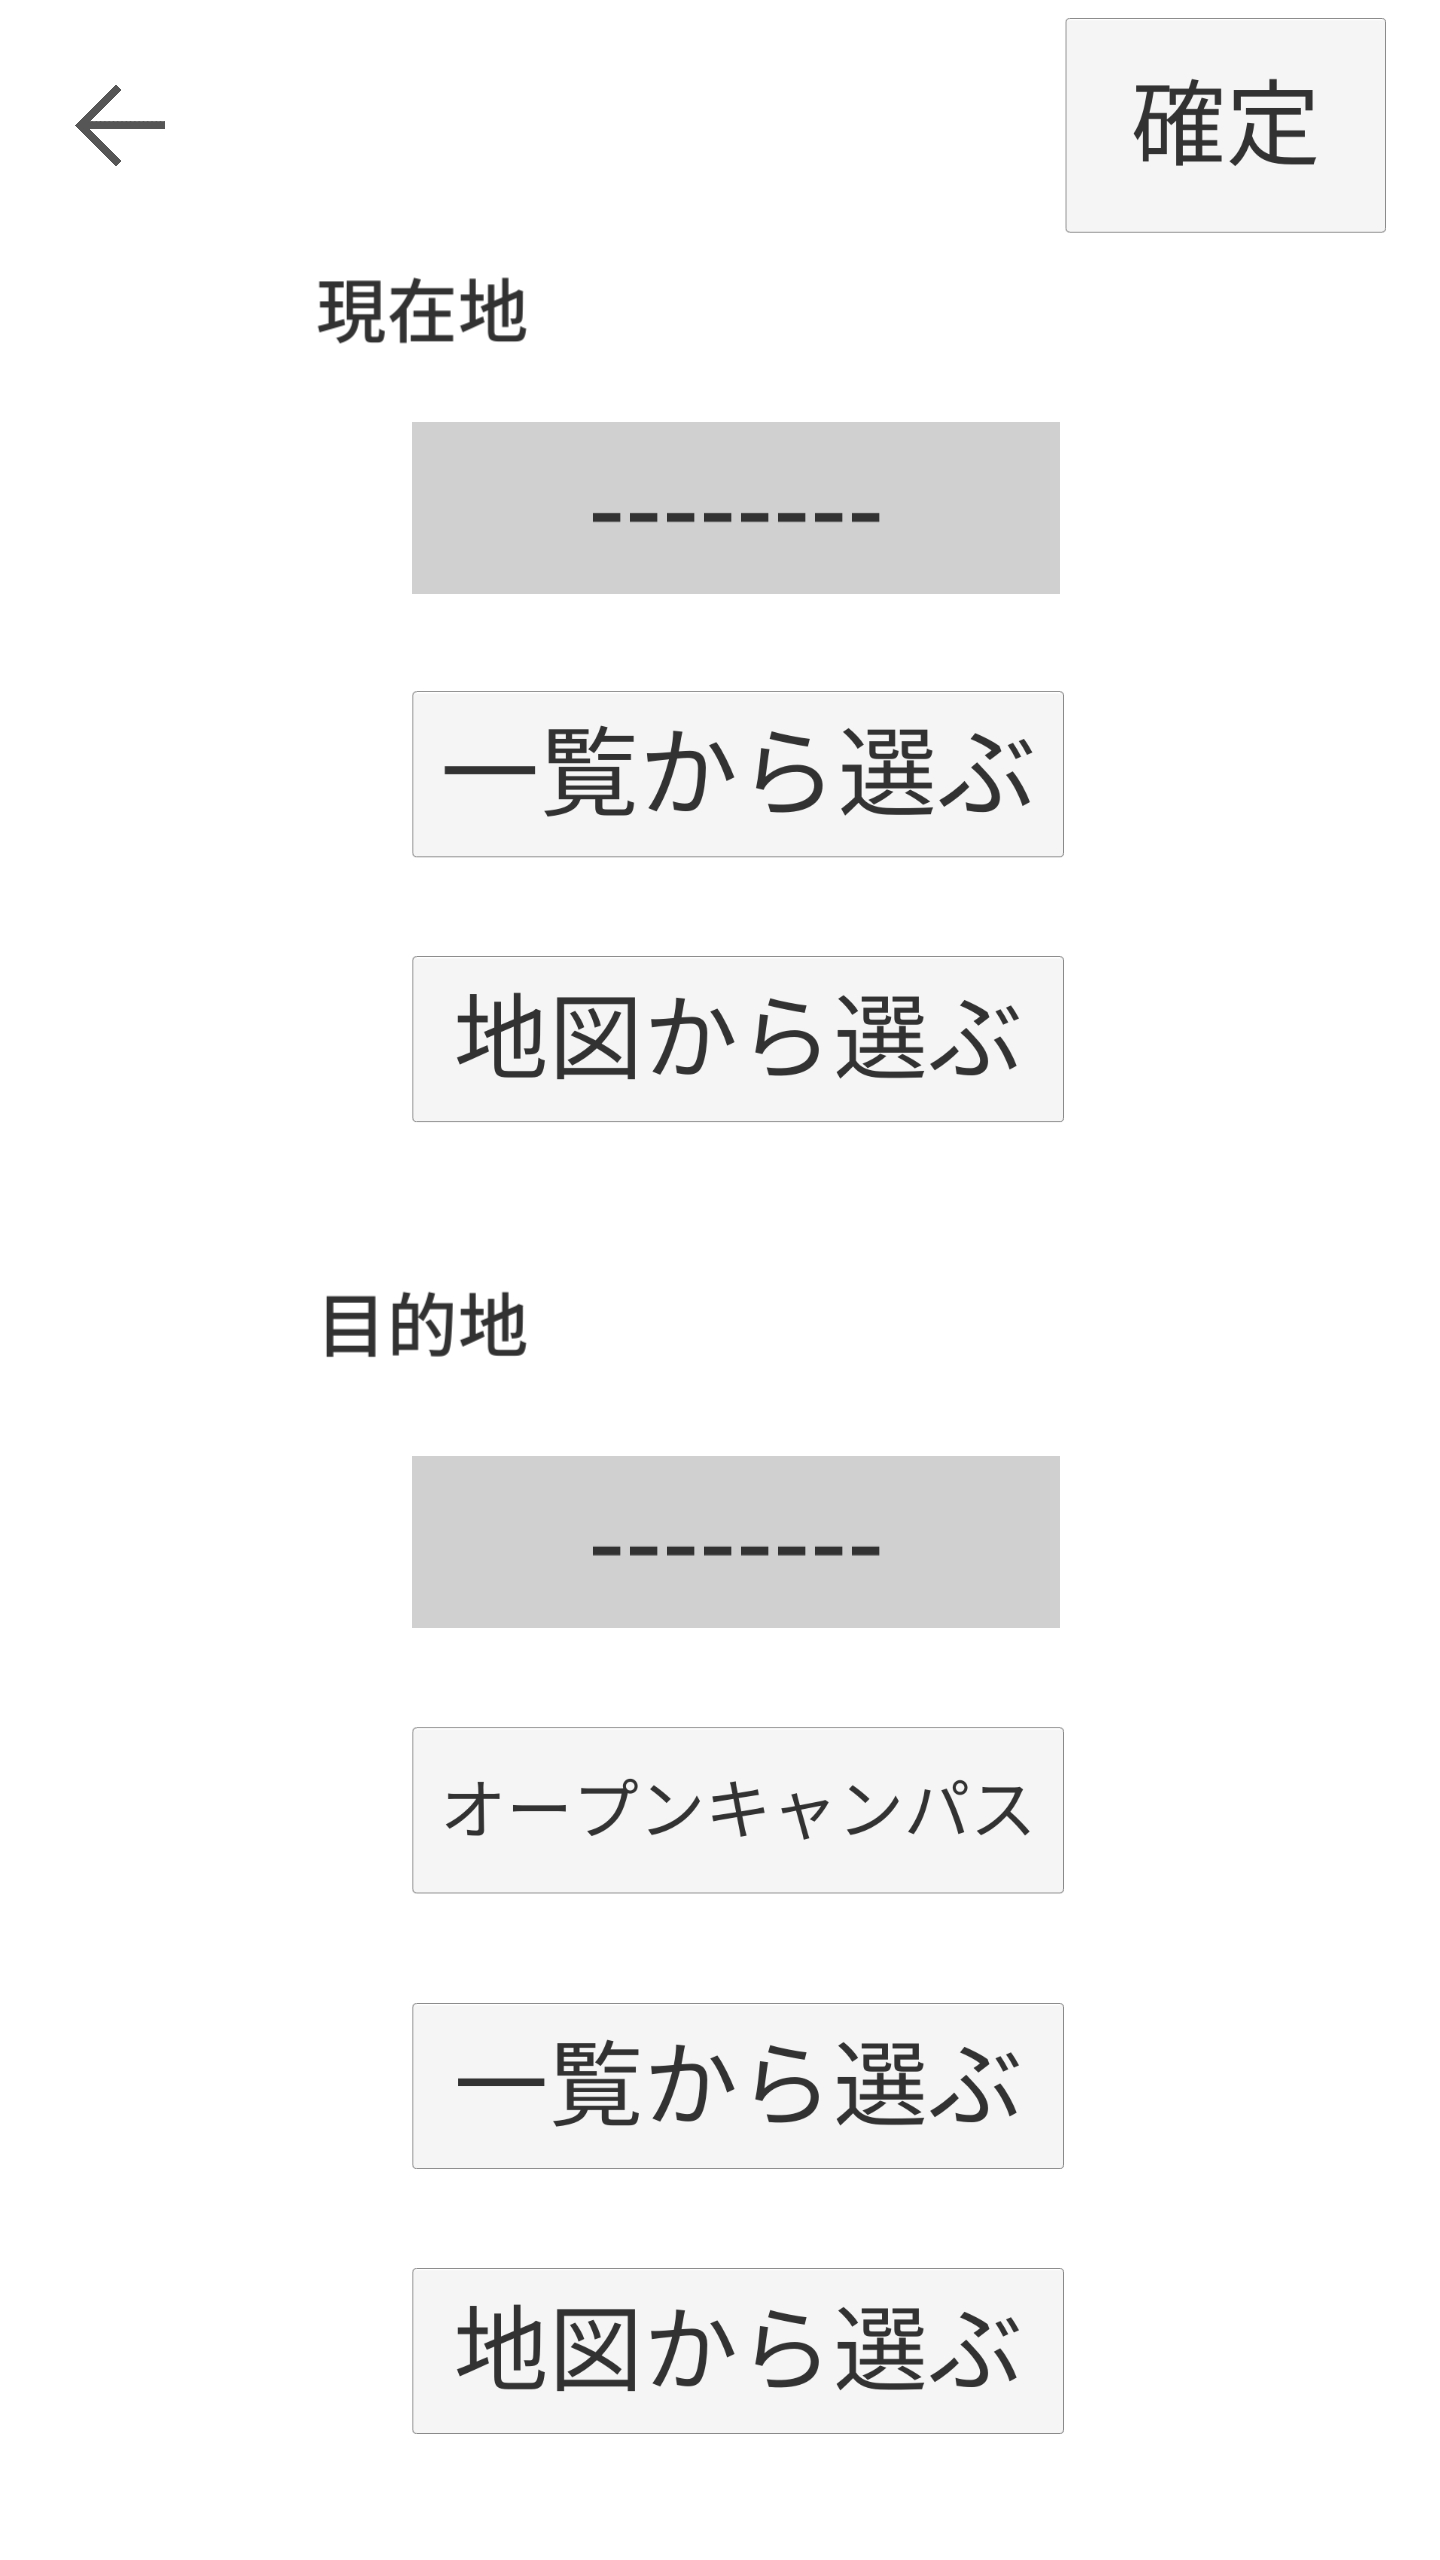 確定
現在地
--------
一覧から選ぶ
地図から選ぶ
目的地
--------
オープンキャンパス
一覧から選ぶ
地図から選ぶ